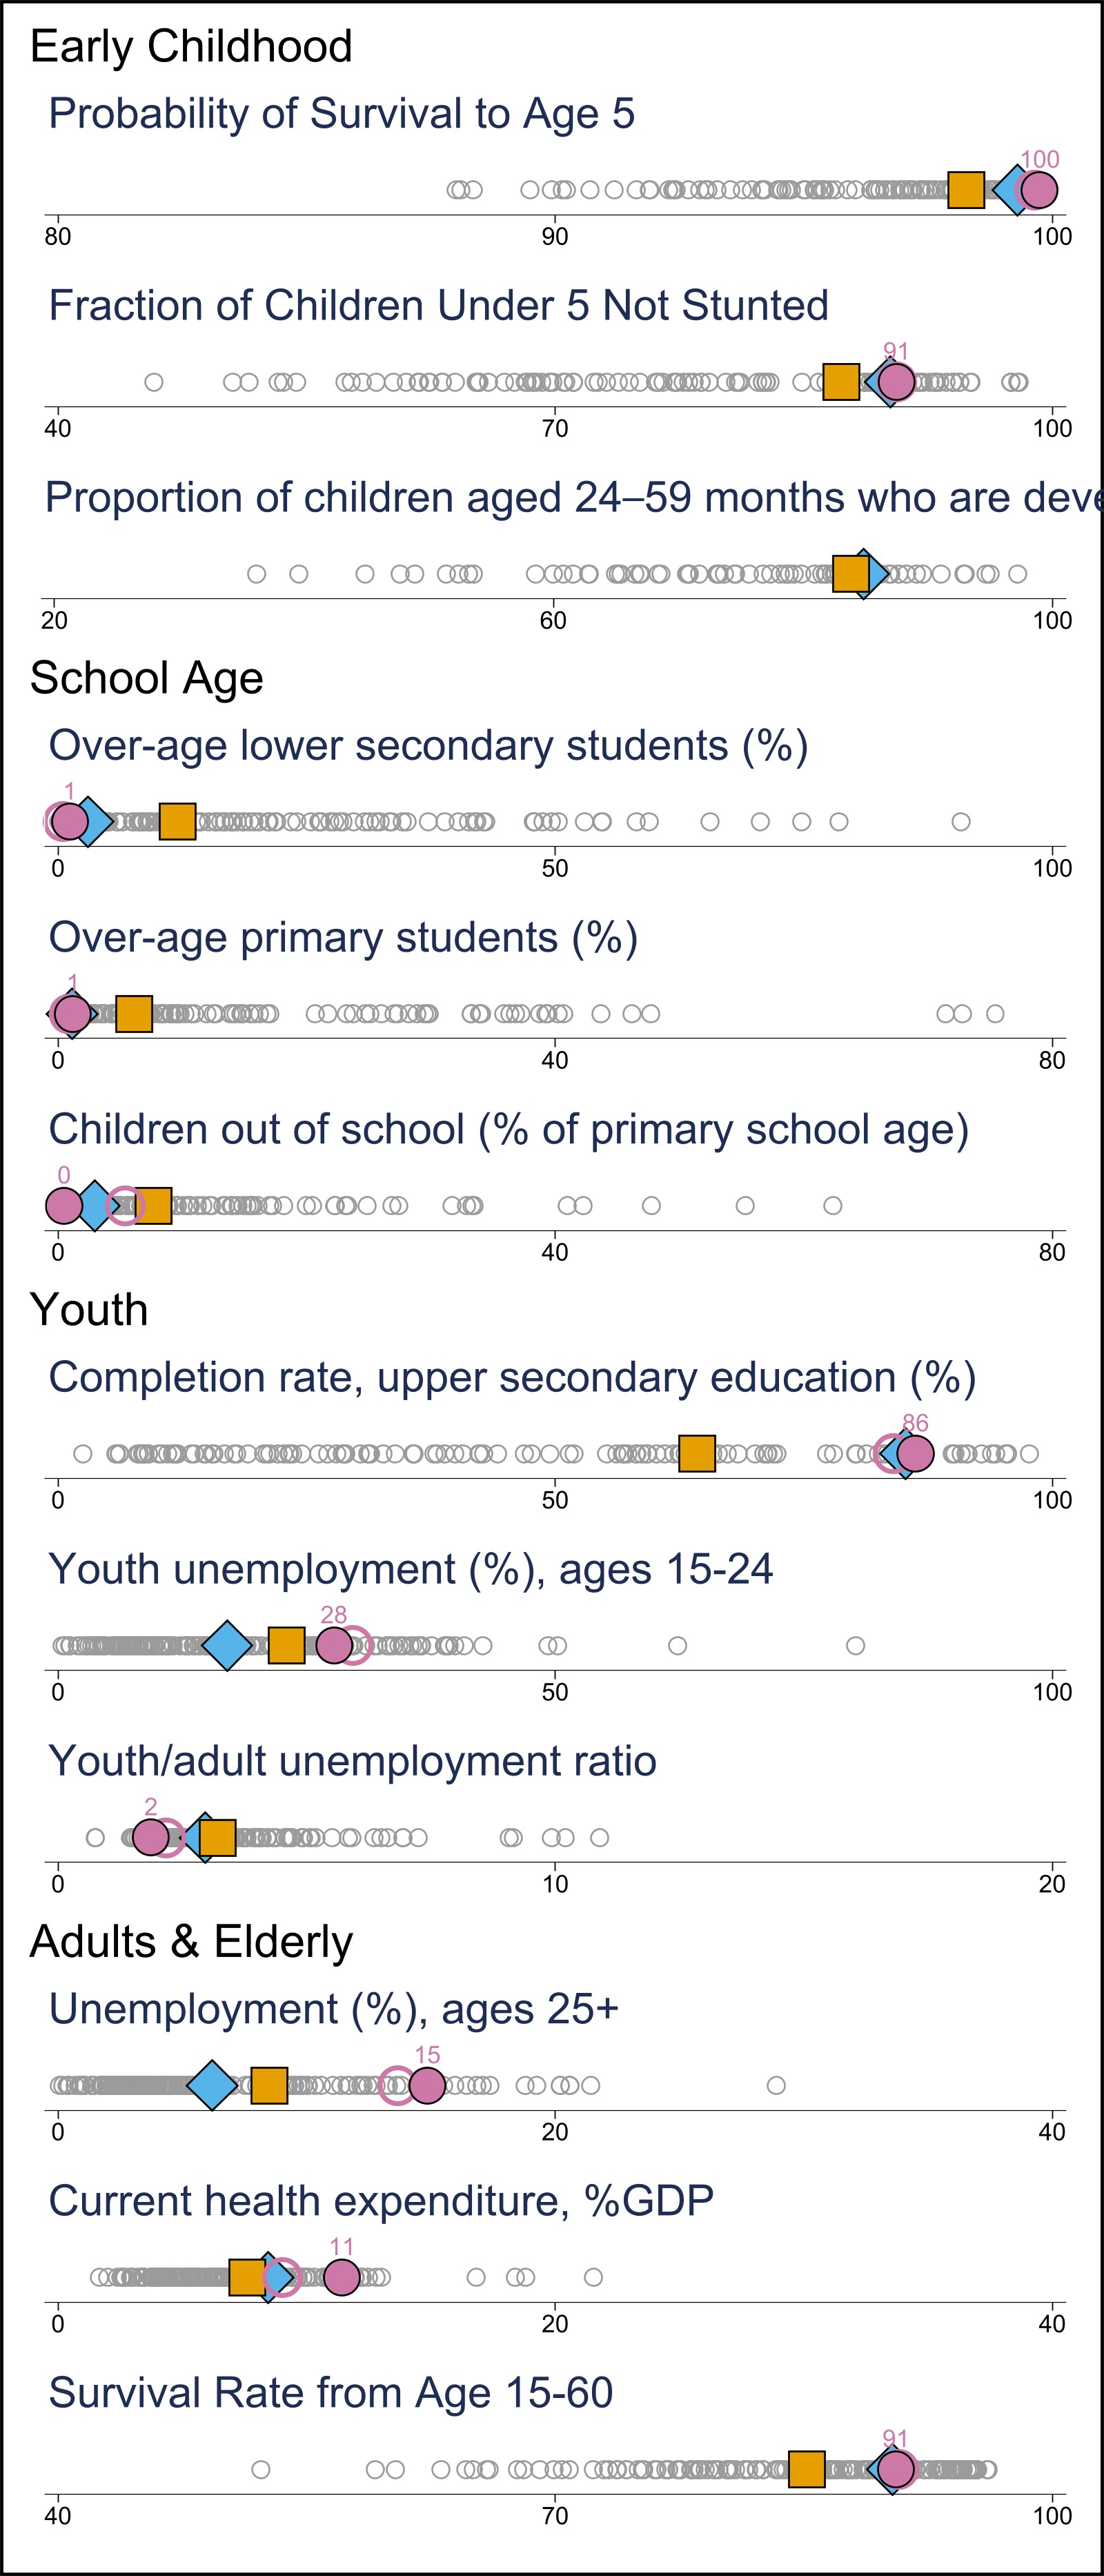 Early Childhood
Probability of Survival to Age 5
100
80 90 100
Fraction of Children Under 5 Not Stunted
91
40 70 100
Proportion of children aged 24–59 months who are deve
20 60 100
School Age
Over-age lower secondary students (%)
1
0 50 100
Over-age primary students (%)
1
0 40 80
Children out of school (% of primary school age)
0
0 40 80
Youth
Completion rate, upper secondary education (%)
86
0 50 100
Youth unemployment (%), ages 15-24
28
0 50 100
Youth/adult unemployment ratio
2
0 10 20
Adults & Elderly
Unemployment (%), ages 25+
15
0 20 40
Current health expenditure, %GDP
11
0 20 40
Survival Rate from Age 15-60
91
40 70 100